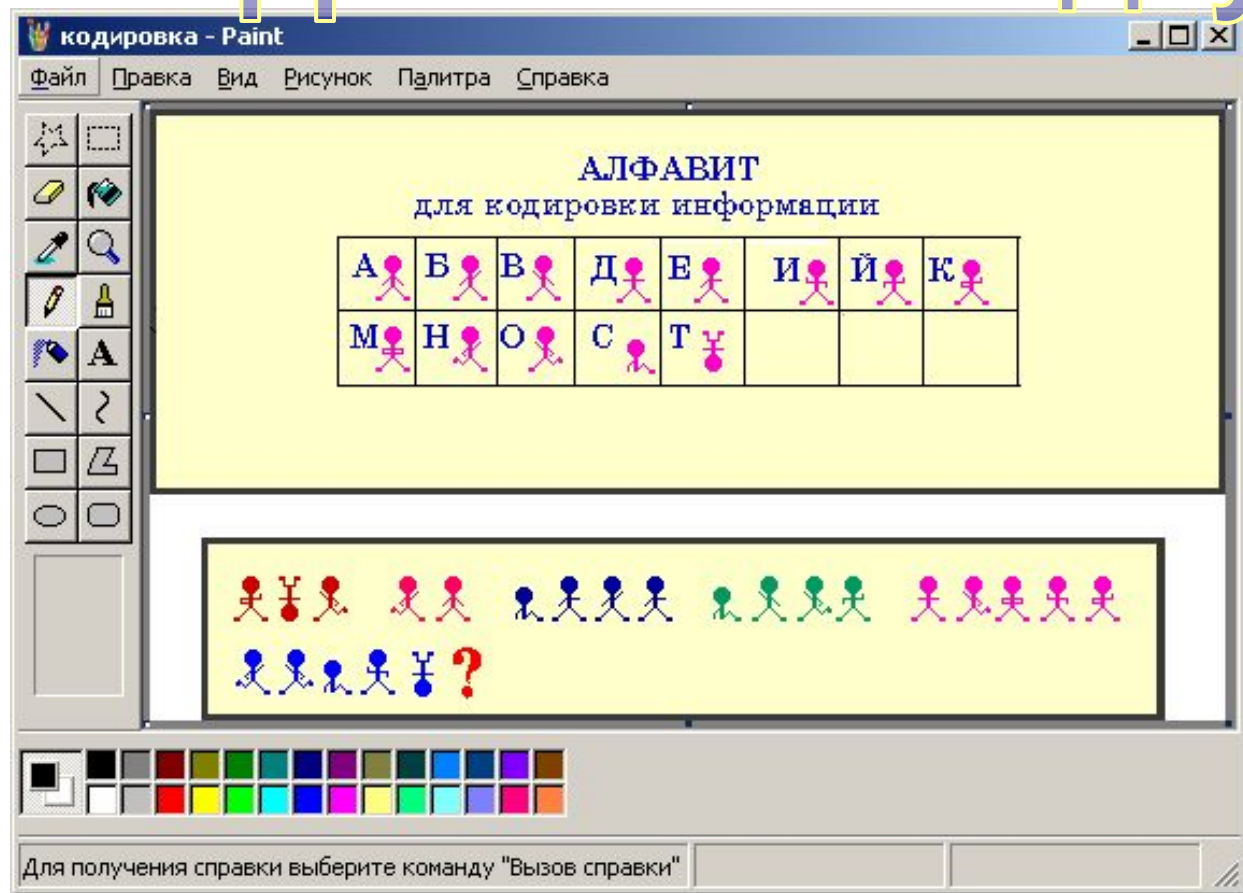 кодировка - Paint
Файл Правка Вид Рисунок Палитра Справка
АЛФАВИТ
для кодировки информации
А Б В Д Е И Й К
М Н О С Т
?
A
Для получения справки выберите команду "Вызов справки"